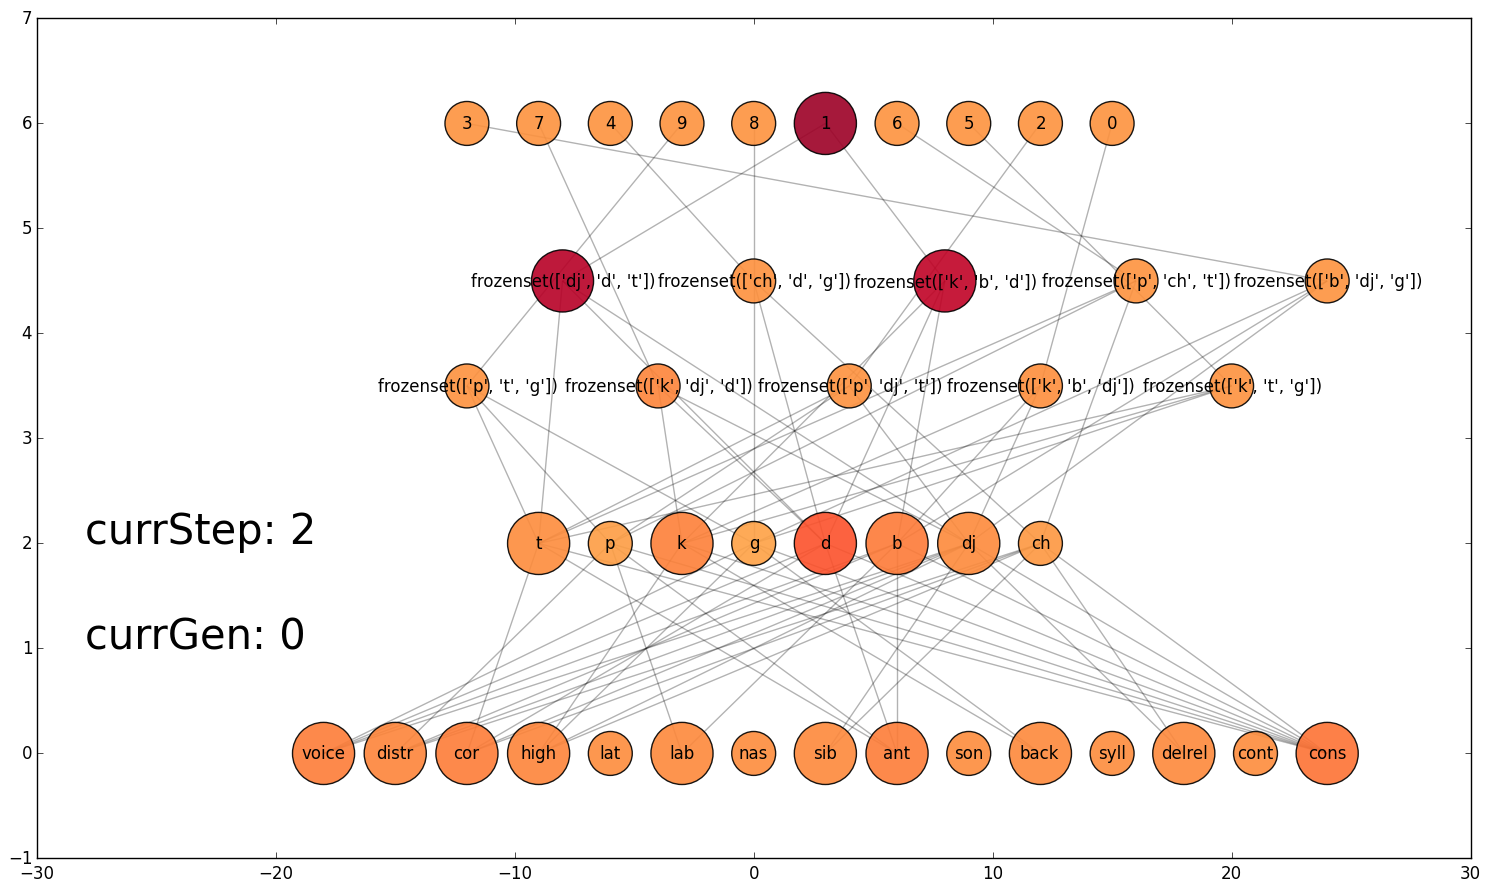 7
6
3 7 4 9 8 1 6 5 2 0
5
frozenset(['dj', 'd', 't']) frozenset(['ch', 'd', 'g']) frozenset(['k', 'b', 'd']) frozenset(['p', 'ch', 't']) frozenset(['b', 'dj', 'g'])
4
frozenset(['p', 't', 'g']) frozenset(['k', 'dj', 'd']) frozenset(['p', 'dj', 't']) frozenset(['k', 'b', 'dj']) frozenset(['k', 't', 'g'])
3
currStep: 2
2
t p k g d b dj ch
currGen: 0
1
0
voice distr cor high lat lab nas sib ant son back syll delrel cont cons
−1
−30 −20 −10 0 10 20 30